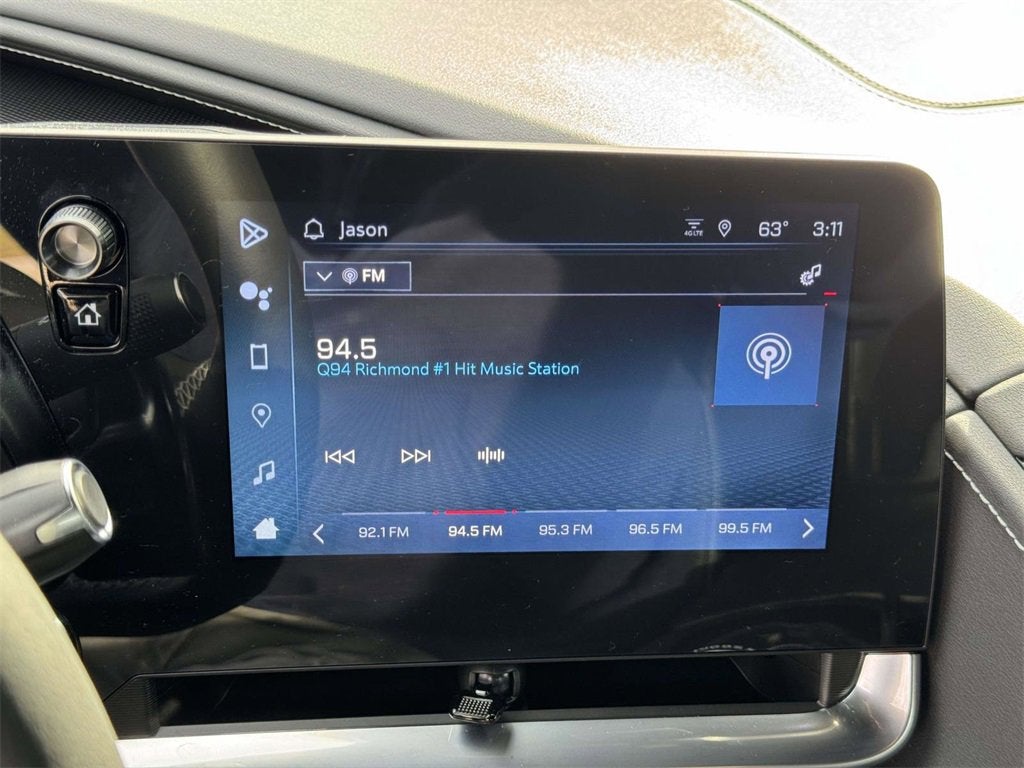 Jason
4G LTE
63°
3:11
FM
94.5
Q94 Richmond #1 Hit Music Station
92.1 FM
94.5 FM
95.3 FM
96.5 FM
99.5 FM